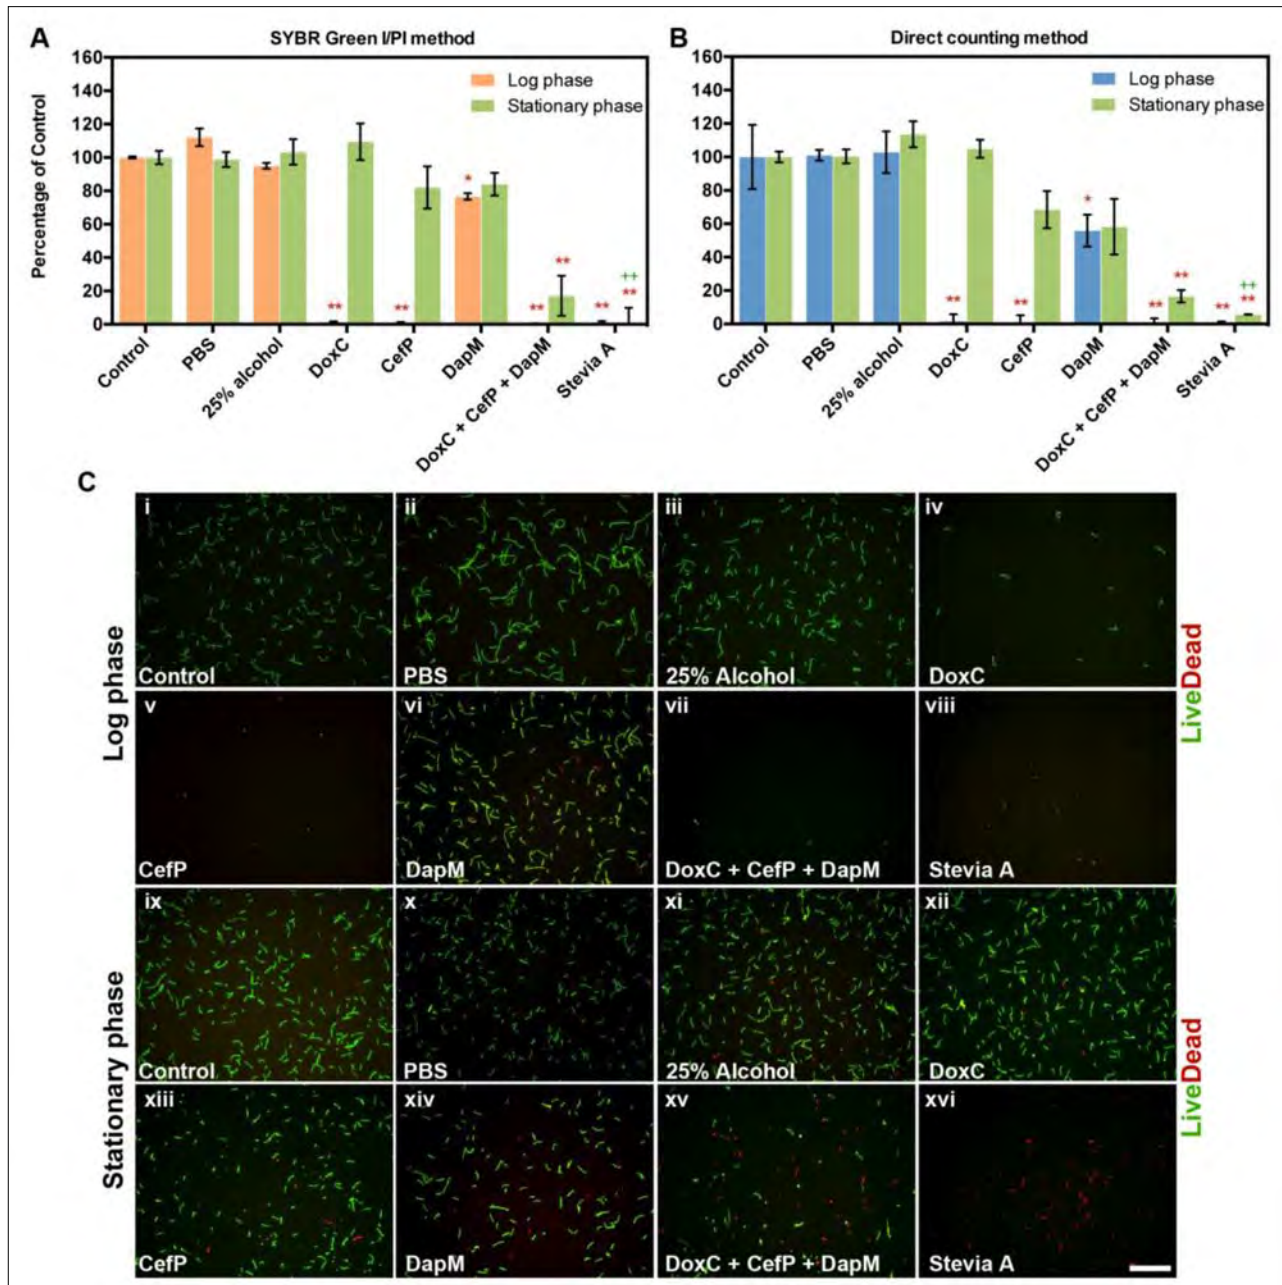 A
SYBR Green I/PI method
Percentage of Control
160
140
120
100
80
60
40
20
0
Log phase
Stationary phase
*
**
**
**
**
**
++
**
Control
PBS
25% alcohol
DoxC
CefP
DapM
DoxC + CefP + DapM
Stevia A
B
Direct counting method
160
140
120
100
80
60
40
20
0
Log phase
Stationary phase
*
**
**
**
**
**
++
**
Control
PBS
25% alcohol
DoxC
CefP
DapM
DoxC + CefP + DapM
Stevia A
C
Log phase
i
Control
ii
PBS
iii
25% Alcohol
iv
DoxC
v
CefP
vi
DapM
vii
DoxC + CefP + DapM
viii
Stevia A
LiveDead
Stationary phase
ix
Control
x
PBS
xi
25% Alcohol
xii
DoxC
xiii
CefP
xiv
DapM
xv
DoxC + CefP + DapM
xvi
Stevia A
LiveDead